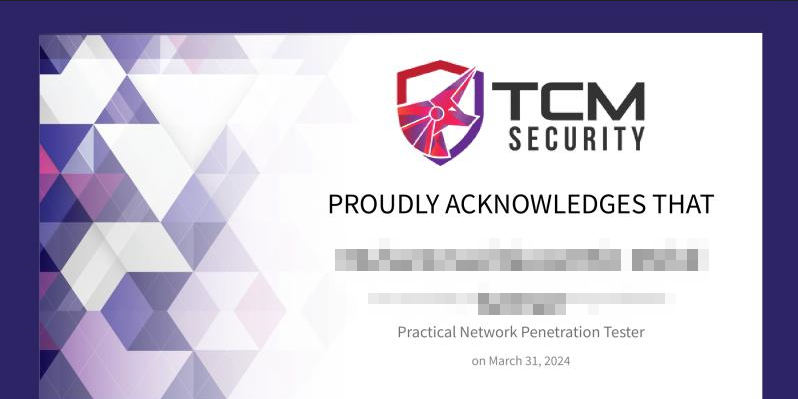 TCM
SECURITY
PROUDLY ACKNOWLEDGES THAT
Practical Network Penetration Tester
on March 31, 2024